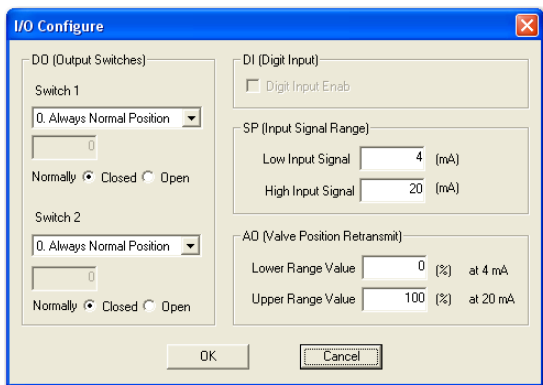 I/O Configure
DO (Output Switches)
Switch 1
0. Always Normal Position
0
Normally Closed Open
Switch 2
0. Always Normal Position
0
Normally Closed Open
DI (Digit Input)
Digit Input Enab
SP (Input Signal Range)
Low Input Signal 4 (mA)
High Input Signal 20 (mA)
AO (Valve Position Retransmit)
Lower Range Value 0 (%) at 4 mA
Upper Range Value 100 (%) at 20 mA
OK Cancel